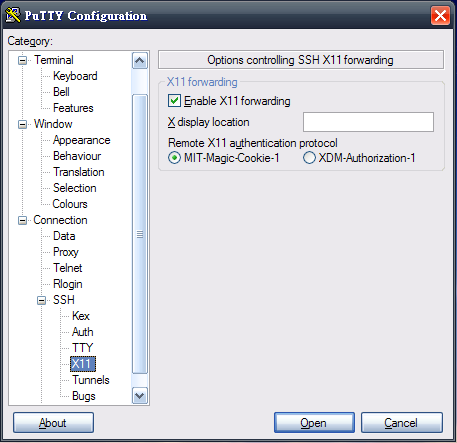 PuTTY Configuration
Category:
Terminal
Keyboard
Bell
Features
Window
Appearance
Behaviour
Translation
Selection
Colours
Connection
Data
Proxy
Telnet
Rlogin
SSH
Kex
Auth
TTY
X11
Tunnels
Bugs
Options controlling SSH X11 forwarding
X11 forwarding
Enable X11 forwarding
X display location
Remote X11 authentication protocol
MIT-Magic-Cookie-1 XDM-Authorization-1
About Open Cancel